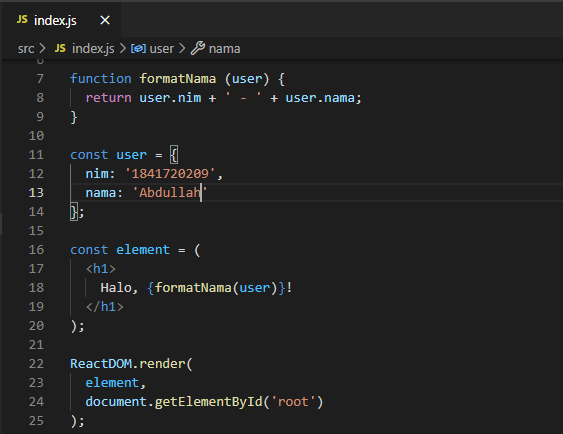 JS index.js ×
src > JS index.js > user > nama
6
7 function formatNama (user) {
8 return user.nim + ' - ' + user.nama;
9 }
10
11 const user = {
12 nim: '1841720209',
13 nama: 'Abdullah'
14 };
15
16 const element = (
17 <h1>
18 Halo, {formatNama(user)}!
19 </h1>
20 );
21
22 ReactDOM.render(
23 element,
24 document.getElementById('root')
25 );